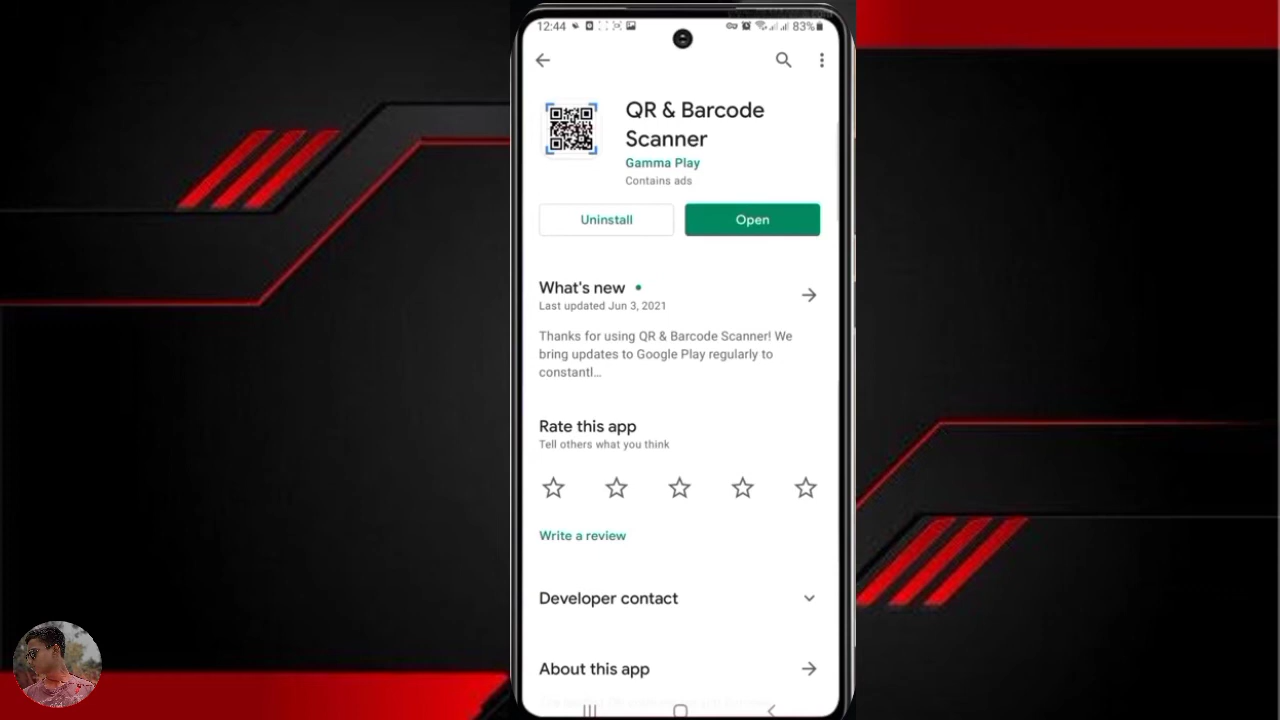 12:44
83%
QR & Barcode
Scanner
Gamma Play
Contains ads
Uninstall
Open
What's new
Last updated Jun 3, 2021
Thanks for using QR & Barcode Scanner! We
bring updates to Google Play regularly to
constantl...
Rate this app
Tell others what you think
Write a review
Developer contact
About this app